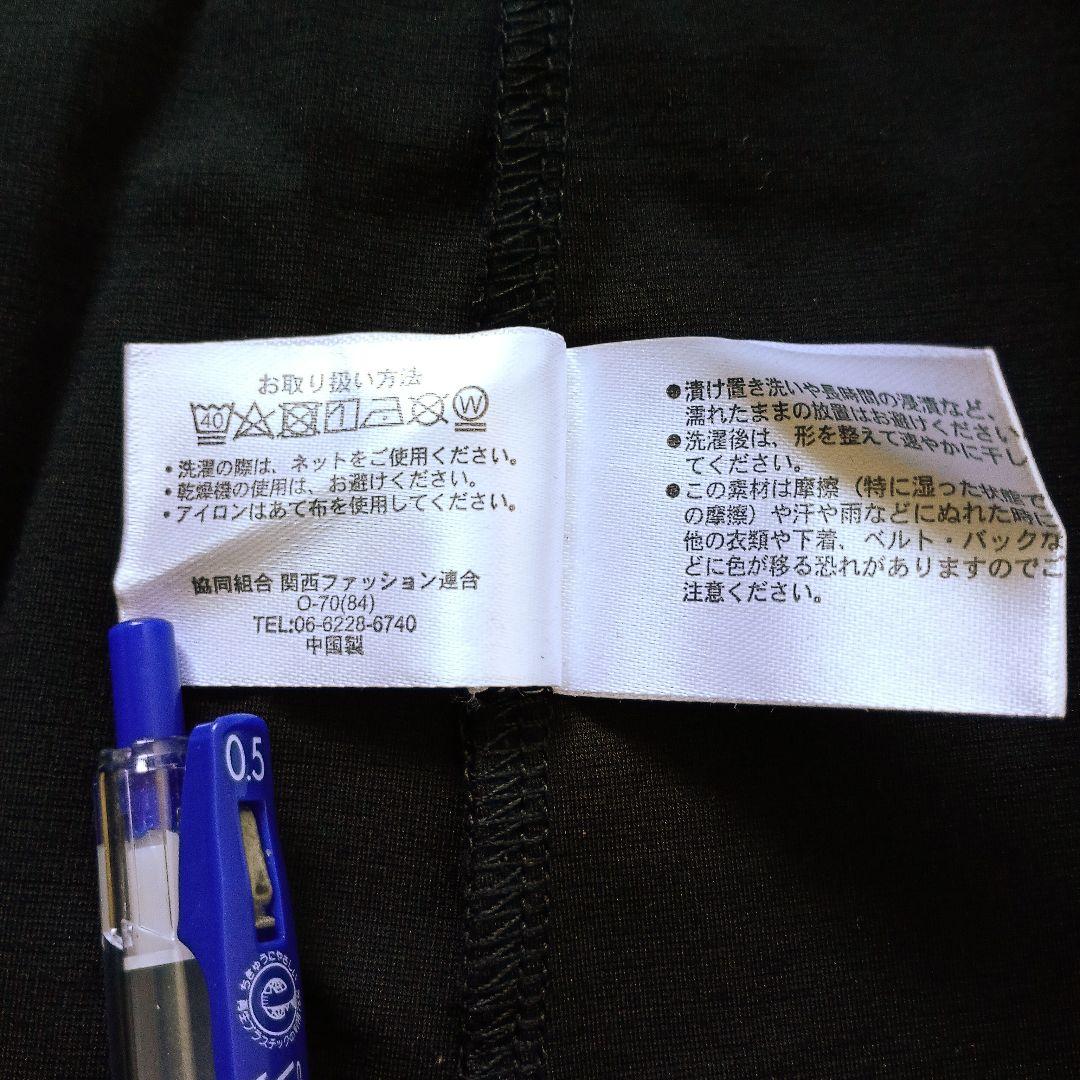 お取り扱い方法
40 W
・洗濯の際は、ネットをご使用ください。
・乾燥機の使用は、お避けください。
・アイロンはあて布を使用してください。
協同組合 関西ファッション連合
O-70(84)
TEL:06-6228-6740
中国製
●漬け置き洗いや長時間の浸漬など、
濡れたままの放置はお避けください
●洗濯後は、形を整えて速やかに干し
てください。
●この素材は摩擦（特に湿った状態で
の摩擦）や汗や雨などにぬれた時に
他の衣類や下着、ベルト・バックな
どに色が移る恐れがありますのでご
注意ください。
0.5
ちきゅうにやさしい
e